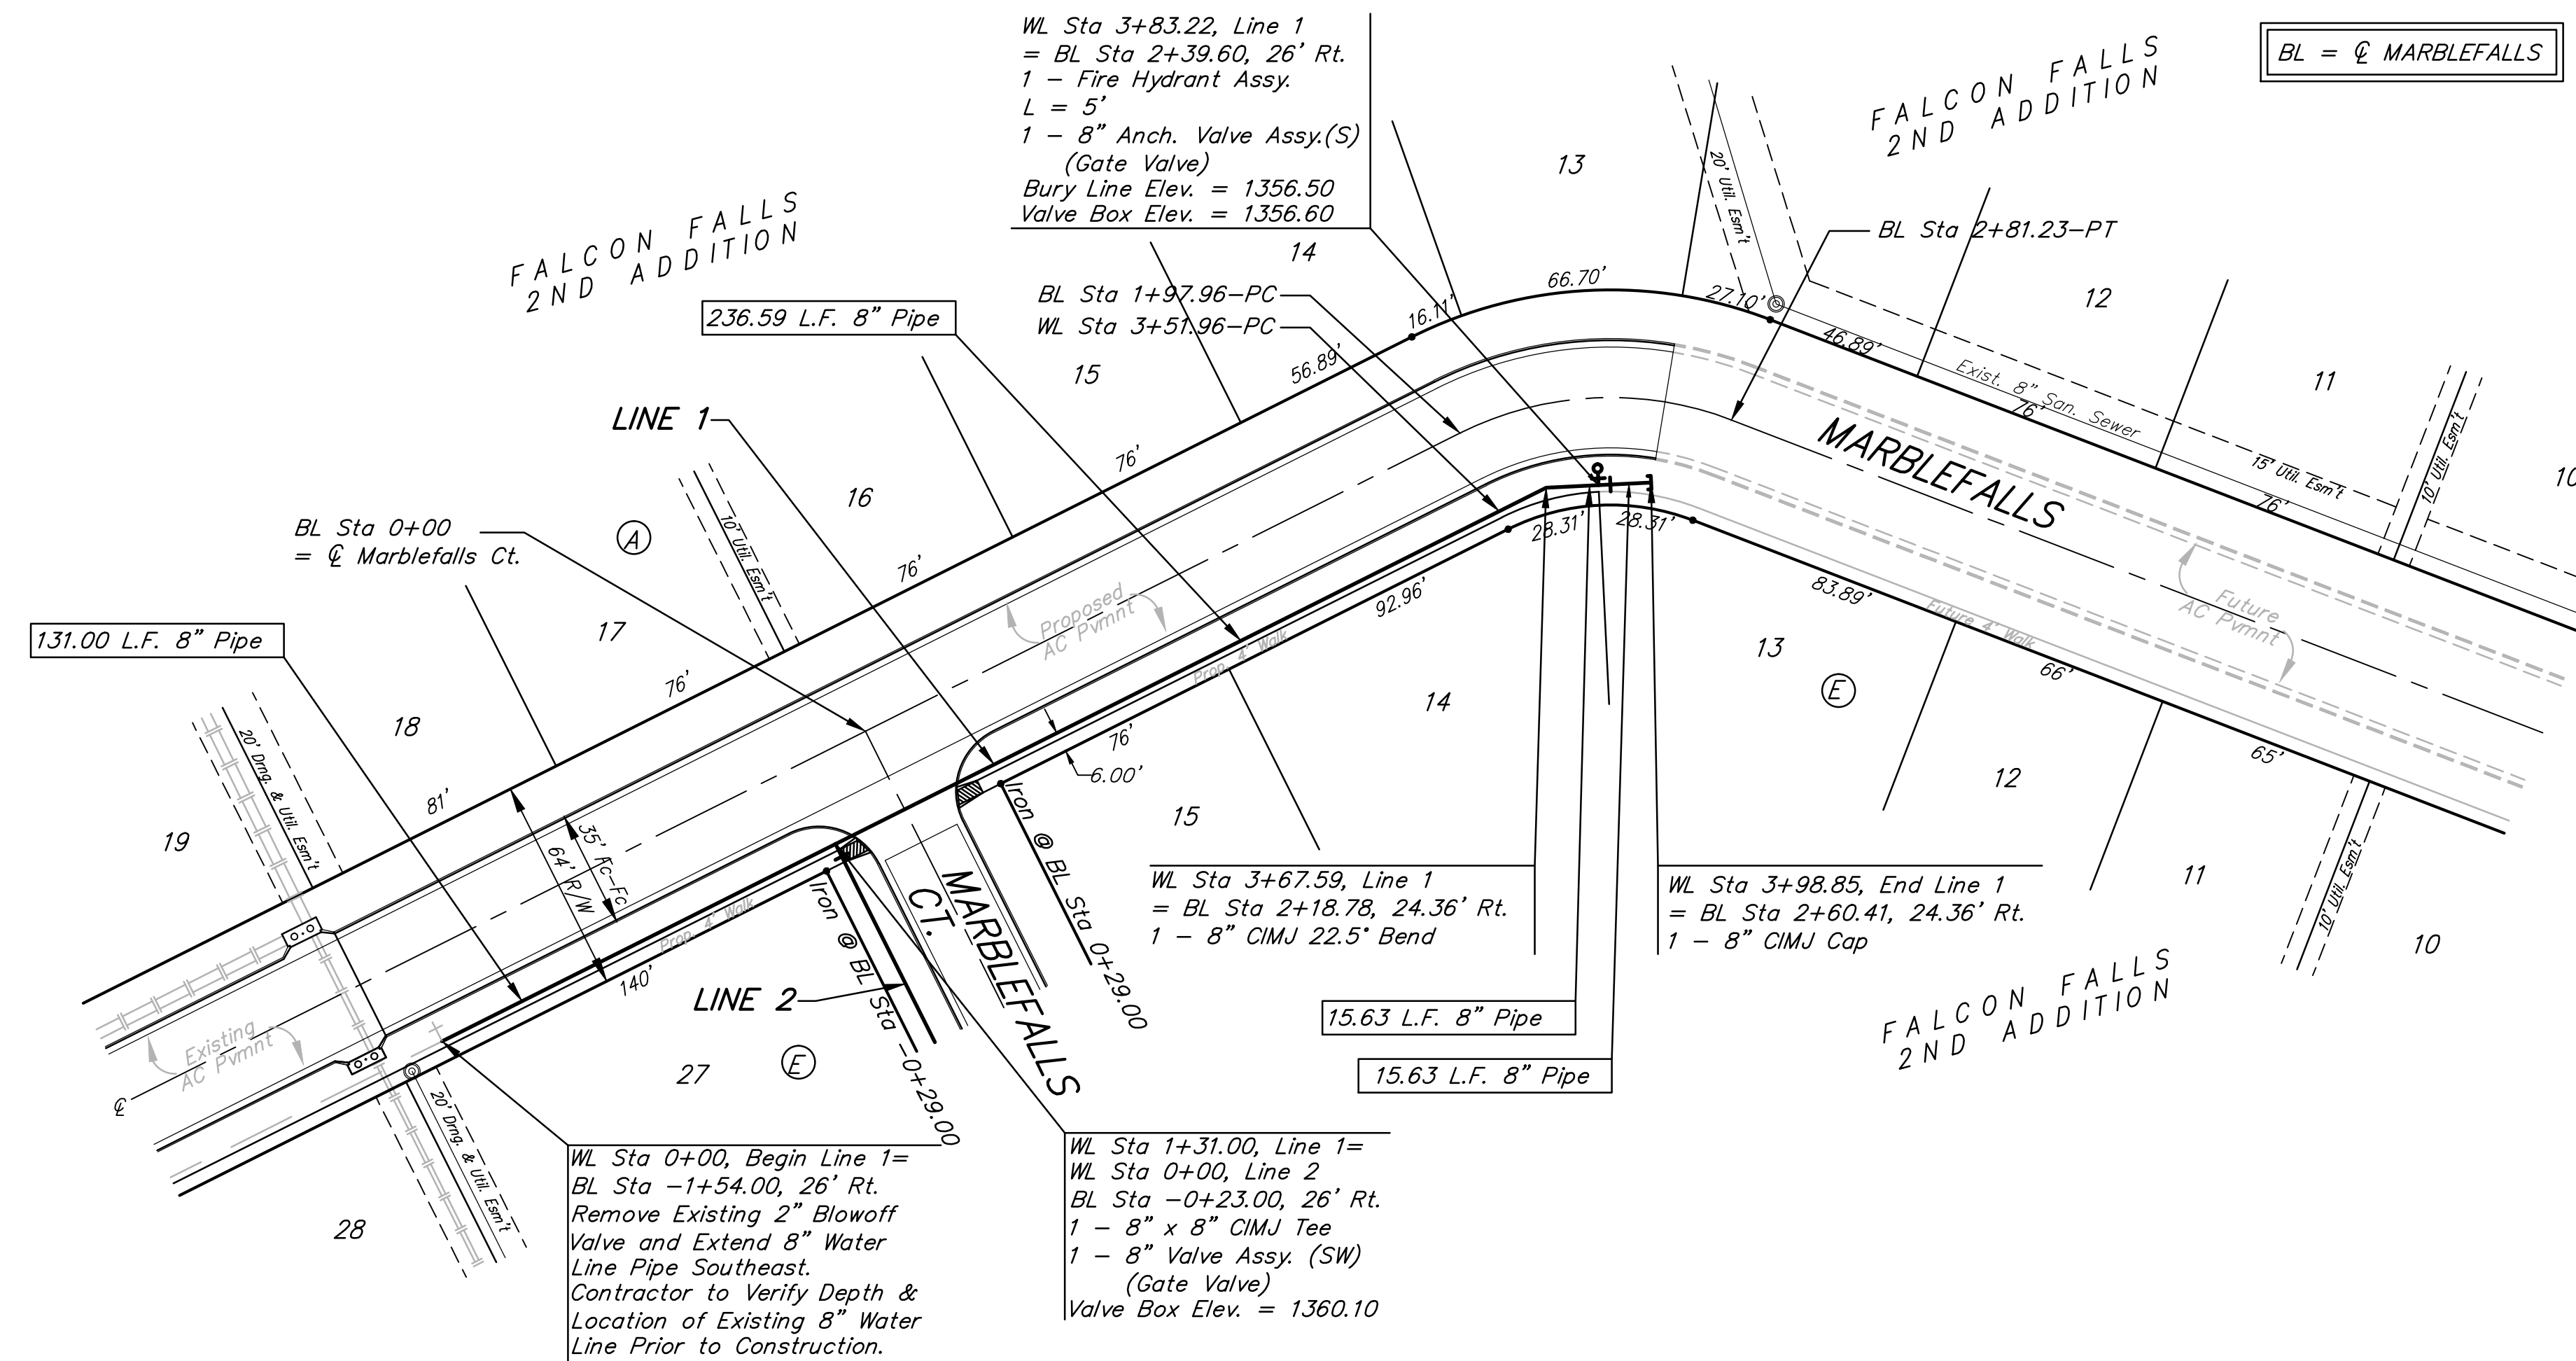 WL Sta 3+83.22, Line 1
= BL Sta 2+39.60, 26' Rt.
1 - Fire Hydrant Assy.
L = 5'
1 - 8" Anch. Valve Assy.(S)
(Gate Valve)
Bury Line Elev. = 1356.50
Valve Box Elev. = 1356.60
BL = ℄ MARBLEFALLS
FALCON FALLS
2ND ADDITION
FALCON FALLS
2ND ADDITION
13
20' Util. Esm't
BL Sta 2+81.23-PT
14
BL Sta 1+97.96-PC
WL Sta 3+51.96-PC
66.70'
27.10'
16.11'
56.89'
46.89'
12
236.59 L.F. 8" Pipe
15
Exist. 8" San. Sewer
76'
11
15' Util. Esm't
10' Util. Esm't
76'
10
LINE 1
76'
MARBLEFALLS
16
BL Sta 0+00
= ℄ Marblefalls Ct.
A
10' Util. Esm't
76'
28.31'
28.31'
92.96'
83.89'
Future 4' Walk
Future
AC Pvmnt
131.00 L.F. 8" Pipe
17
Proposed
AC Pvmnt
Prop. 4' Walk
13
E
66'
76'
14
18
20' Drng. & Util. Esm't
81'
76'
6.00'
12
65'
19
35' Fc-Fc
64' R/W
15
11
10' Util. Esm't
Iron @ BL Sta 0+29.00
WL Sta 3+67.59, Line 1
= BL Sta 2+18.78, 24.36' Rt.
1 - 8" CIMJ 22.5° Bend
WL Sta 3+98.85, End Line 1
= BL Sta 2+60.41, 24.36' Rt.
1 - 8" CIMJ Cap
10
Prop. 4' Walk
MARBLEFALLS
CT.
Iron @ BL Sta -0+29.00
140'
LINE 2
15.63 L.F. 8" Pipe
15.63 L.F. 8" Pipe
FALCON FALLS
2ND ADDITION
Existing
AC Pvmnt
℄
27
E
20' Drng. & Util. Esm't
28
WL Sta 0+00, Begin Line 1=
BL Sta -1+54.00, 26' Rt.
Remove Existing 2" Blowoff
Valve and Extend 8" Water
Line Pipe Southeast.
Contractor to Verify Depth &
Location of Existing 8" Water
Line Prior to Construction.
WL Sta 1+31.00, Line 1=
WL Sta 0+00, Line 2
BL Sta -0+23.00, 26' Rt.
1 - 8" x 8" CIMJ Tee
1 - 8" Valve Assy. (SW)
(Gate Valve)
Valve Box Elev. = 1360.10